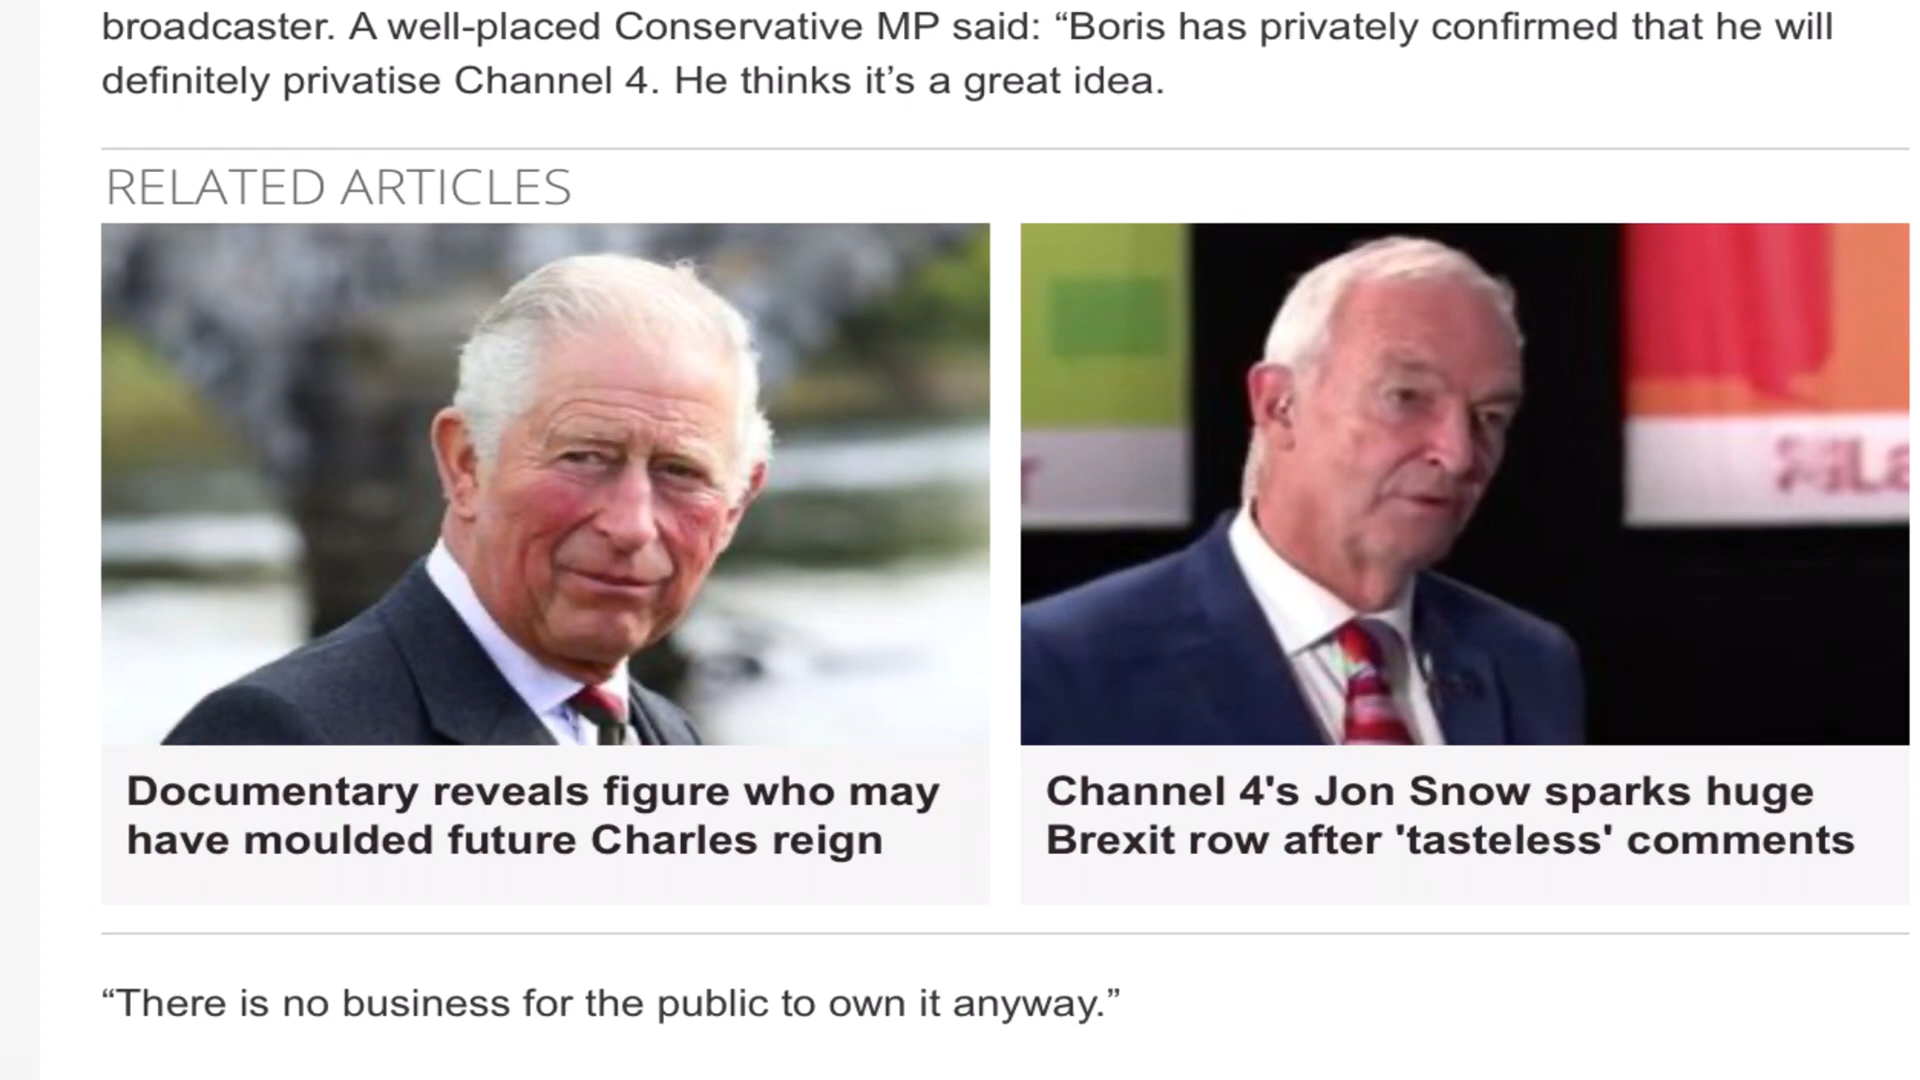 broadcaster. A well-placed Conservative MP said: “Boris has privately confirmed that he will
definitely privatise Channel 4. He thinks it’s a great idea.
RELATED ARTICLES
Documentary reveals figure who may
have moulded future Charles reign
Channel 4's Jon Snow sparks huge
Brexit row after 'tasteless' comments
“There is no business for the public to own it anyway.”